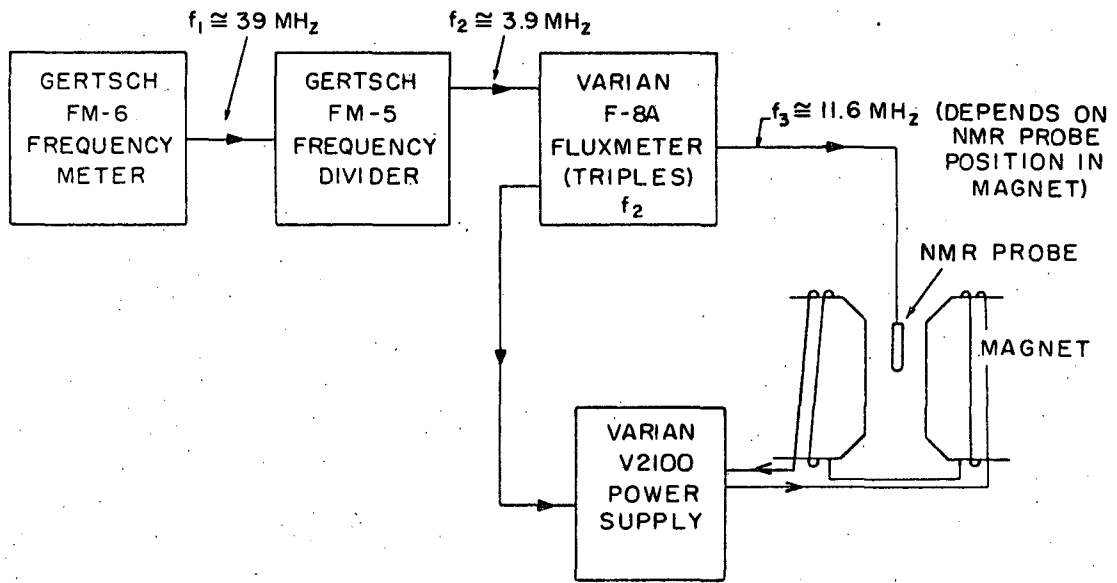 f₁ ≅ 39 MHz
f₂ ≅ 3.9 MHz
GERTSCH
FM-6
FREQUENCY
METER
GERTSCH
FM-5
FREQUENCY
DIVIDER
VARIAN
F-8A
FLUXMETER
(TRIPLES)
f₂
f₃ ≅ 11.6 MHz (DEPENDS ON
NMR PROBE
POSITION IN
MAGNET)
NMR PROBE
MAGNET
VARIAN
V2100
POWER
SUPPLY